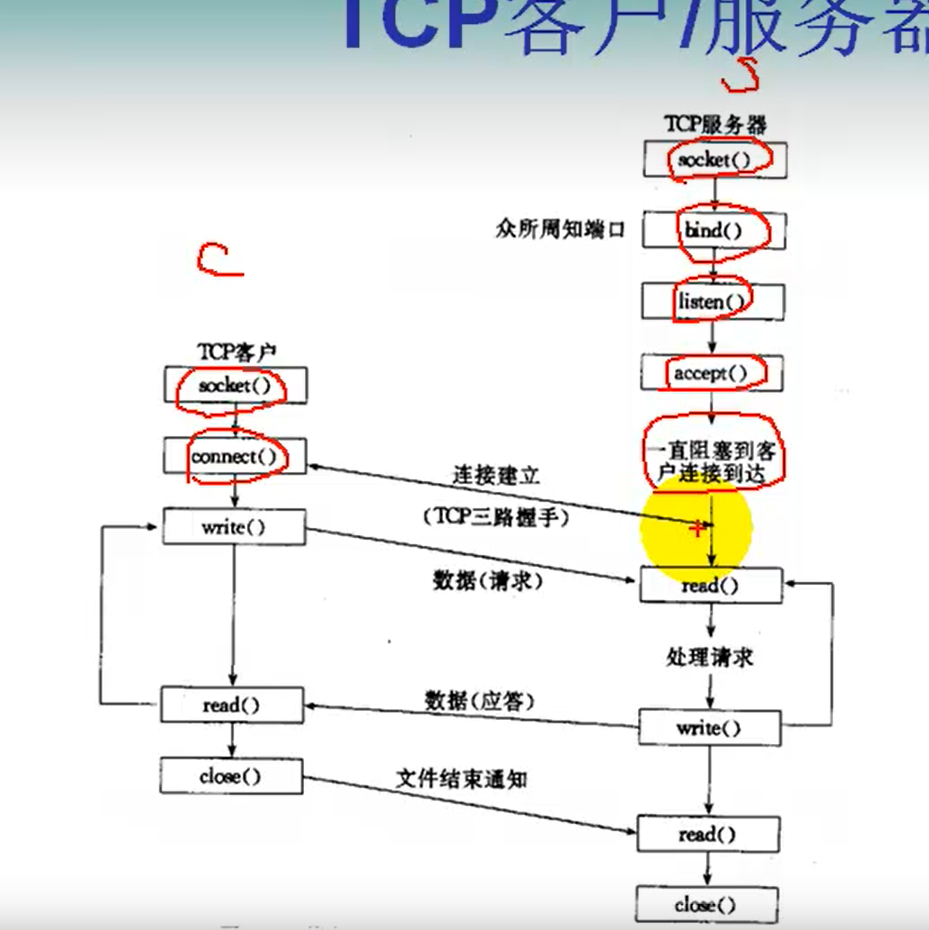 TCP客户/服务器
S
TCP服务器
socket()
众所周知端口
bind()
C
listen()
TCP客户
socket()
accept()
connect()
一直阻塞到客
户连接到达
连接建立
(TCP三路握手)
write()
数据(请求)
read()
处理请求
read()
数据(应答)
write()
close()
文件结束通知
read()
close()